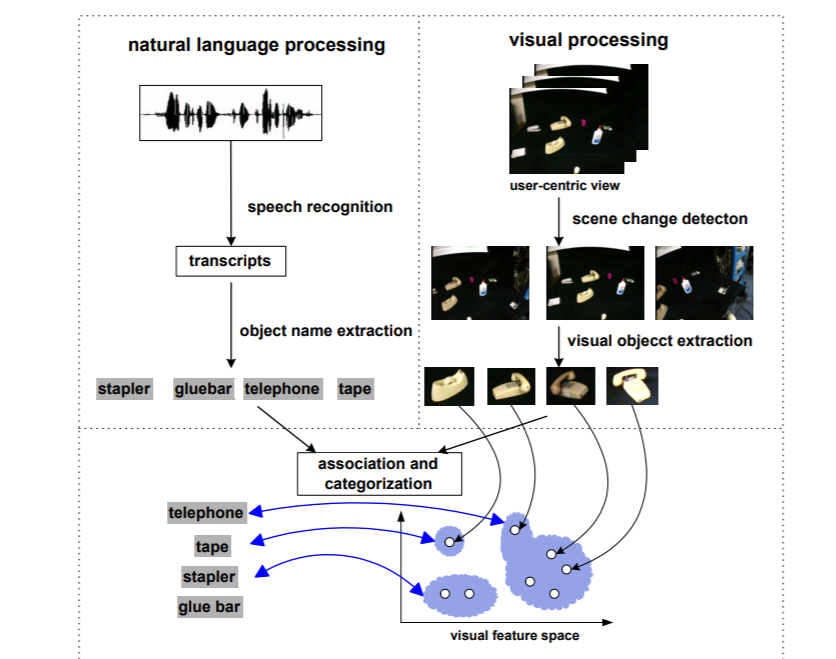 natural language processing
visual processing
user-centric view
speech recognition
scene change detecton
transcripts
object name extraction
visual objecct extraction
stapler gluebar telephone tape
association and
categorization
telephone
tape
stapler
glue bar
visual feature space